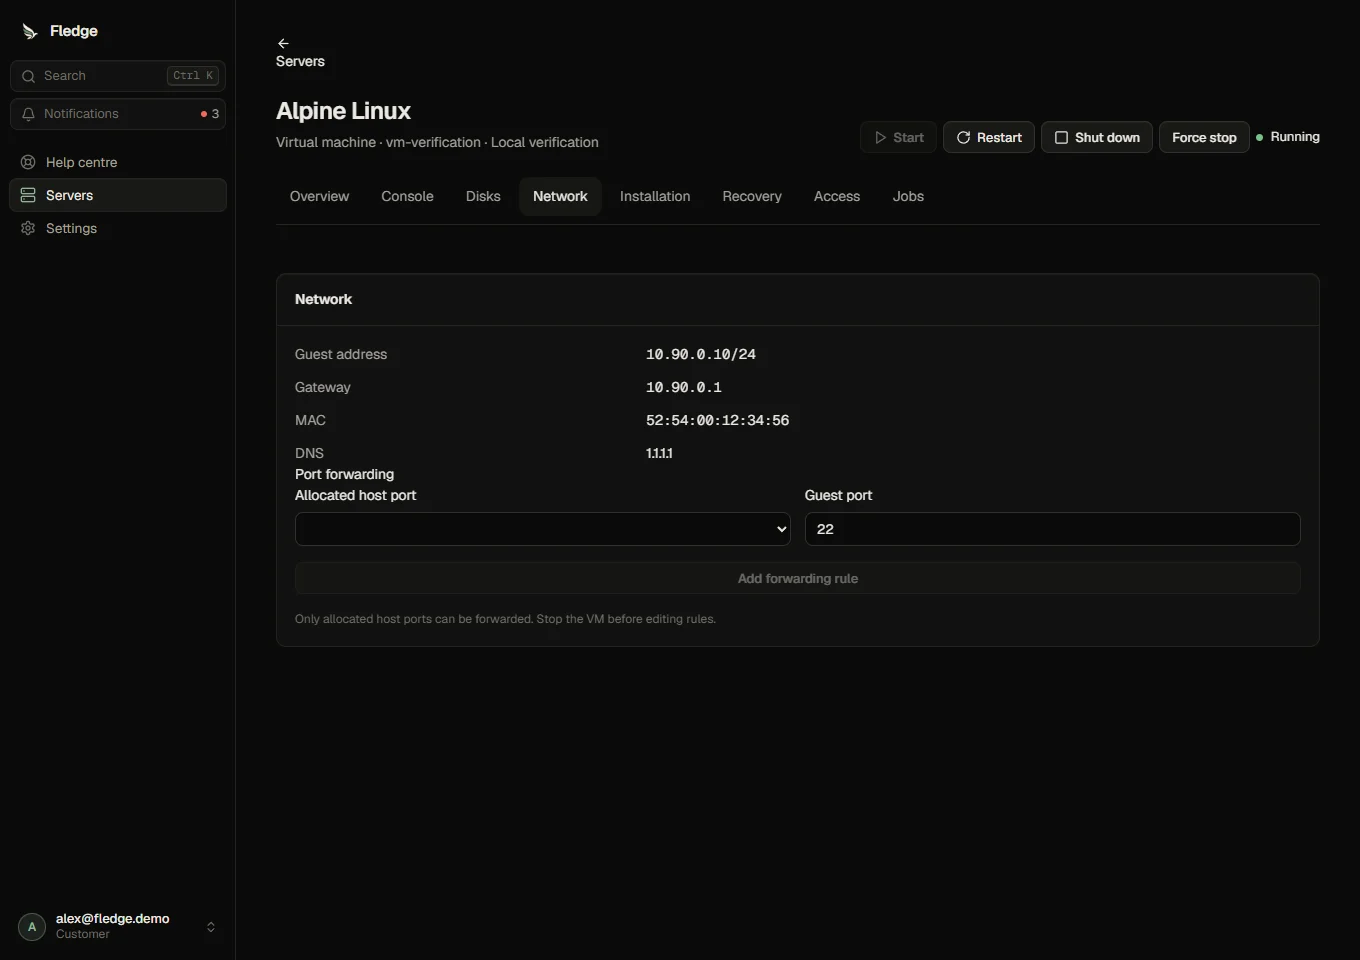 Fledge
Search Ctrl K
Notifications 3
Help centre
Servers
Settings
Servers
Alpine Linux
Virtual machine · vm-verification · Local verification
Start Restart Shut down Force stop Running
Overview Console Disks Network Installation Recovery Access Jobs
Network
Guest address 10.90.0.10/24
Gateway 10.90.0.1
MAC 52:54:00:12:34:56
DNS 1.1.1.1
Port forwarding
Allocated host port Guest port
22
Add forwarding rule
Only allocated host ports can be forwarded. Stop the VM before editing rules.
A alex@fledge.demo
Customer